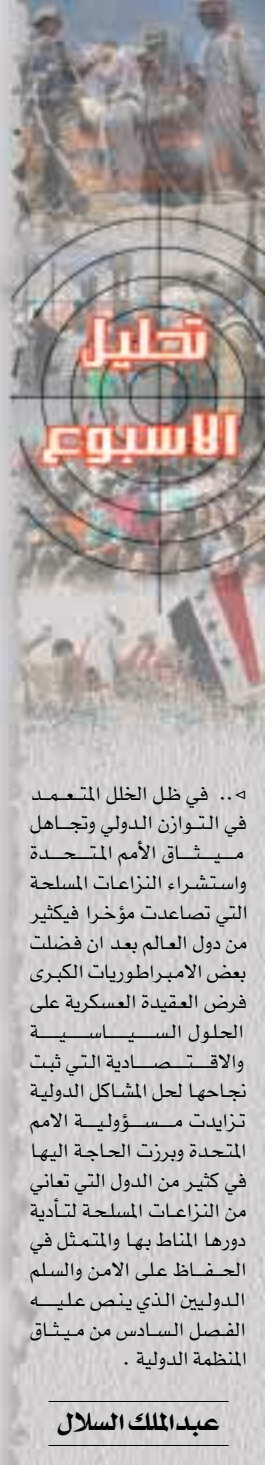 تحليل
الاسبوع
.. في ظل الخلل المتعمد
في التوازن الدولي وتجاهل
ميثاق الأمم المتحدة
واستشراء النزاعات المسلحة
التي تصاعدت مؤخرا فيكثير
من دول العالم بعد ان فضلت
بعض الامبراطوريات الكبرى
فرض العقيدة العسكرية على
الحلول السياسية
والاقتصادية التي ثبت
نجاحها لحل المشاكل الدولية
تزايدت مسؤولية الامم
المتحدة وبرزت الحاجة اليها
في كثير من الدول التي تعاني
من النزاعات المسلحة لتأدية
دورها المناط بها والمتمثل في
الحفاظ على الامن والسلم
الدوليين الذي ينص عليه
الفصل السادس من ميثاق
المنظمة الدولية .
عبدالملك السلال